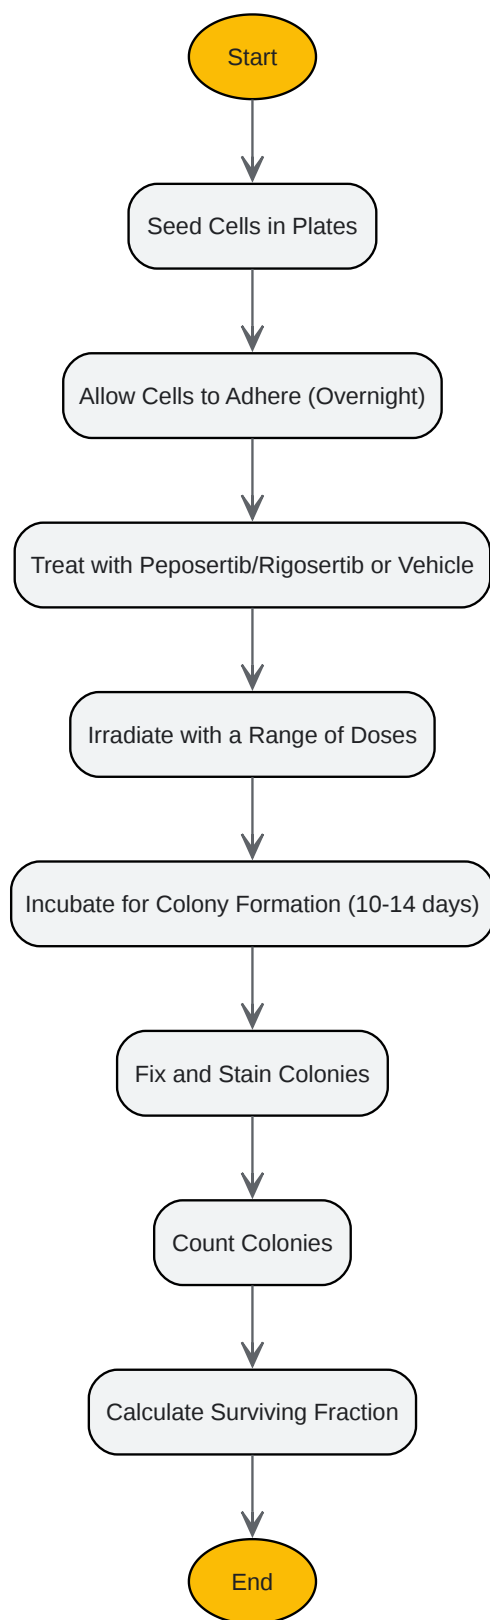 Start
Seed Cells in Plates
Allow Cells to Adhere (Overnight)
Treat with Peposertib/Rigosertib or Vehicle
Irradiate with a Range of Doses
Incubate for Colony Formation (10-14 days)
Fix and Stain Colonies
Count Colonies
Calculate Surviving Fraction
End